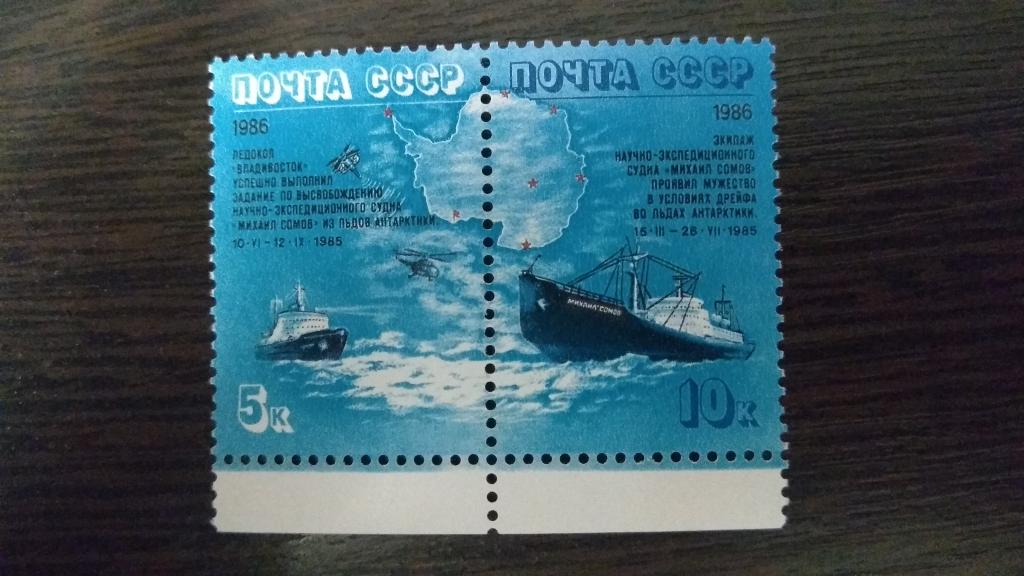 ПОЧТА СССР
1986
ЛЕДОКОЛ
"ВЛАДИВОСТОК"
УСПЕШНО ВЫПОЛНИЛ
ЗАДАНИЕ ПО ВЫСВОБОЖДЕНИЮ
НАУЧНО-ЭКСПЕДИЦИОННОГО СУДНА
"МИХАИЛ СОМОВ" ИЗ ЛЬДОВ АНТАРКТИКИ.
10·VI-12·IX·1985
5К
ПОЧТА СССР
1986
ЭКИПАЖ
НАУЧНО-ЭКСПЕДИЦИОННОГО
СУДНА «МИХАИЛ СОМОВ»
ПРОЯВИЛ МУЖЕСТВО
В УСЛОВИЯХ ДРЕЙФА
ВО ЛЬДАХ АНТАРКТИКИ.
15·III-26·VII·1985
МИХАИЛ СОМОВ
10К